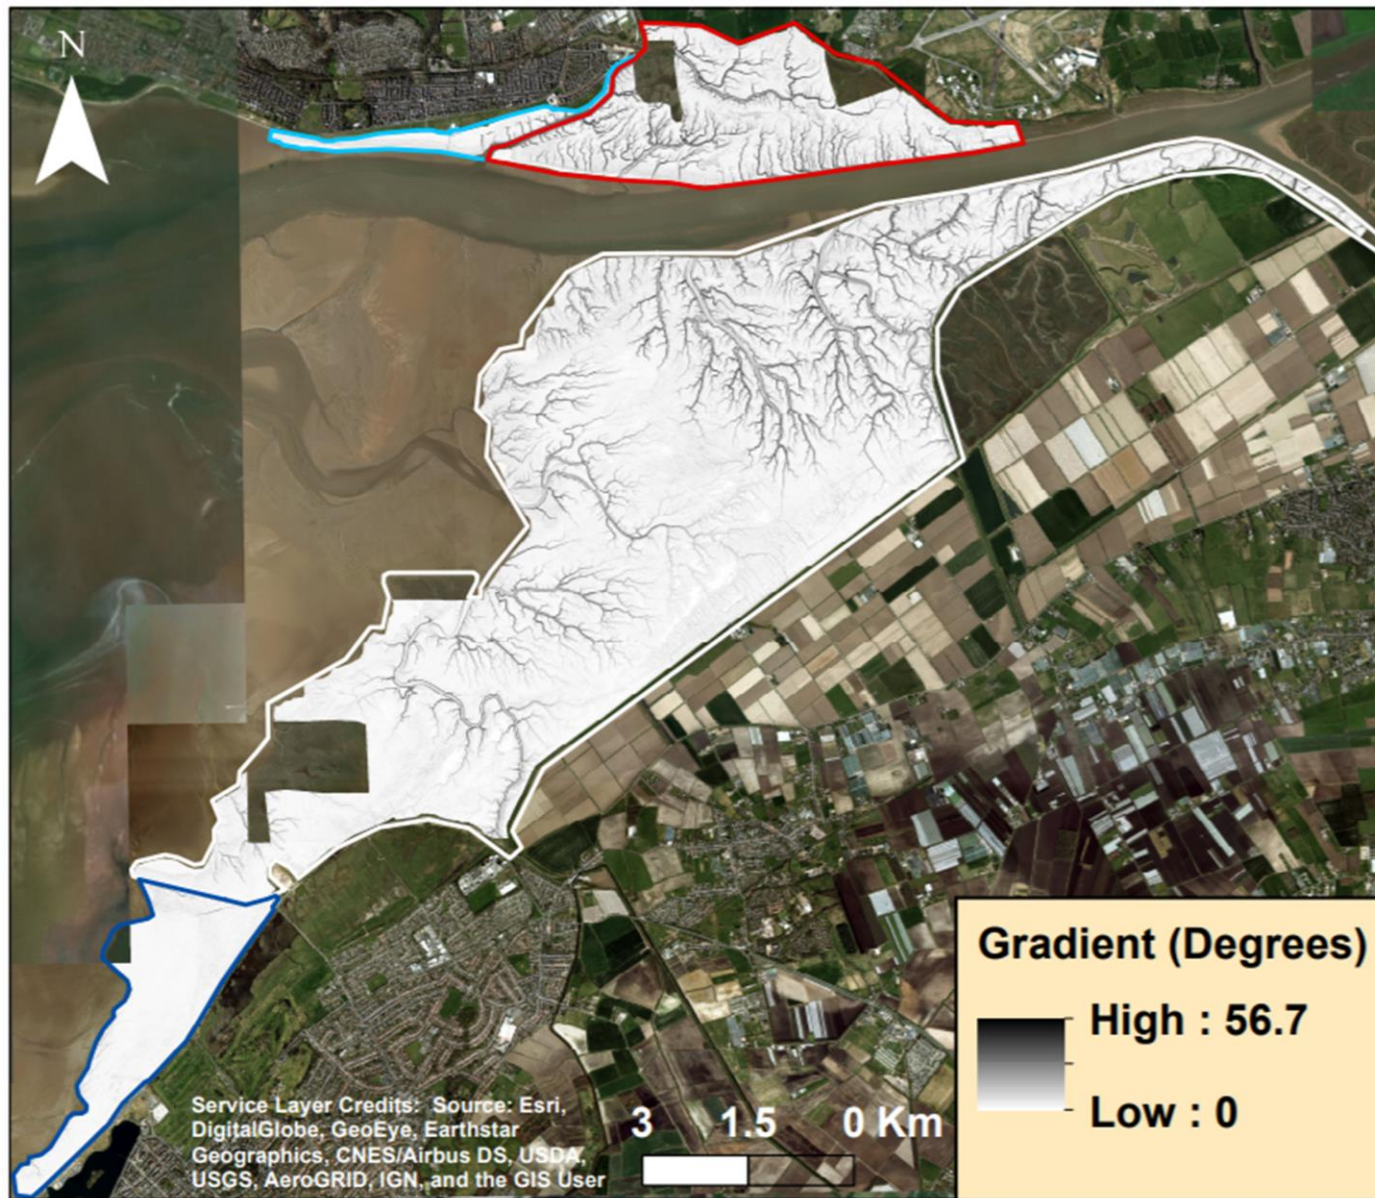 N
Gradient (Degrees)
High : 56.7
Low : 0
Service Layer Credits: Source: Esri,
DigitalGlobe, GeoEye, Earthstar
Geographics, CNES/Airbus DS, USDA,
USGS, AeroGRID, IGN, and the GIS User
3 1.5 0 Km